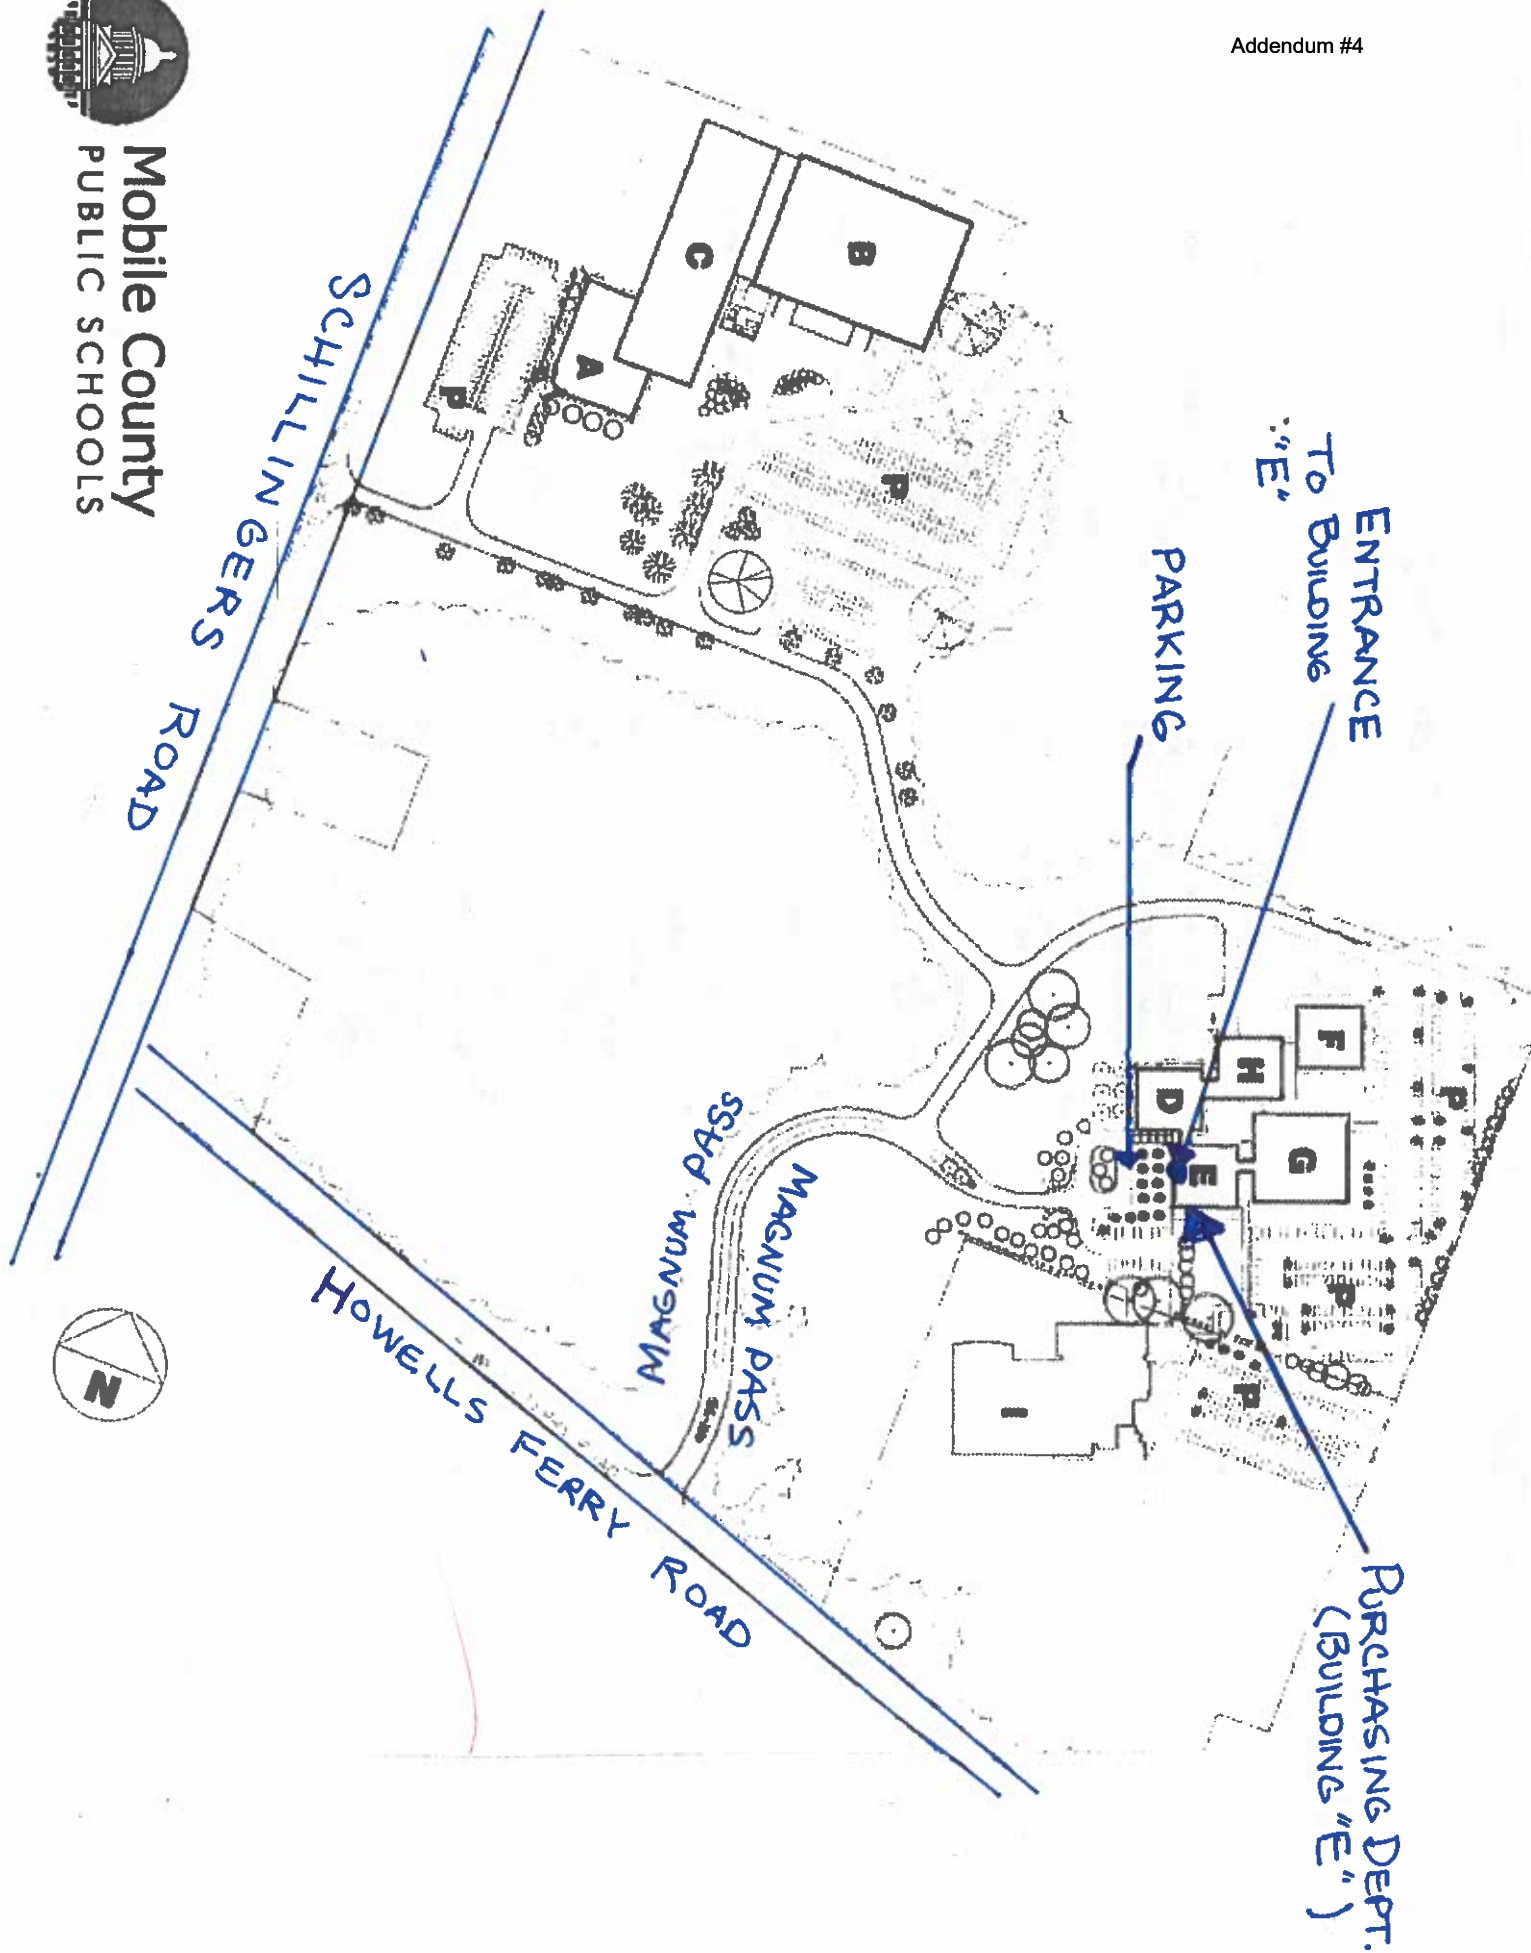 Addendum #4
Mobile County
PUBLIC SCHOOLS
SCHILLINGERS ROAD
HOWELLS FERRY ROAD
MAGNUM PASS
MAGNUM PASS
PARKING
ENTRANCE
TO BUILDING
"E"
PURCHASING DEPT.
(BUILDING "E")
A
B
C
D
E
F
G
H
I
P
P
P
P
P
N